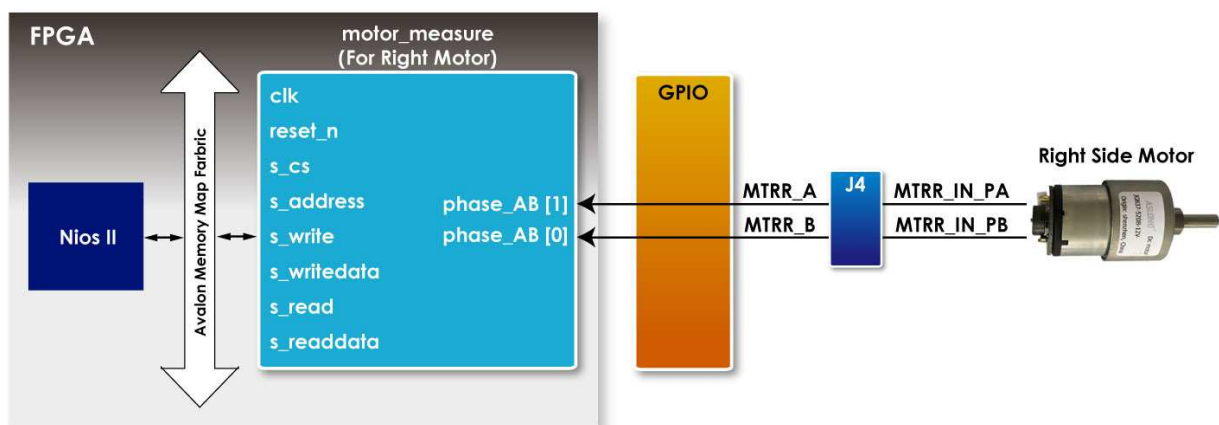 FPGA
motor_measure
(For Right Motor)
clk
reset_n
s_cs
s_address
s_write
s_writedata
s_read
s_readdata
phase_AB [1]
phase_AB [0]
Nios II
Avalon Memory Map Farbric
GPIO
MTRR_A
MTRR_B
J4
MTRR_IN_PA
MTRR_IN_PB
Right Side Motor